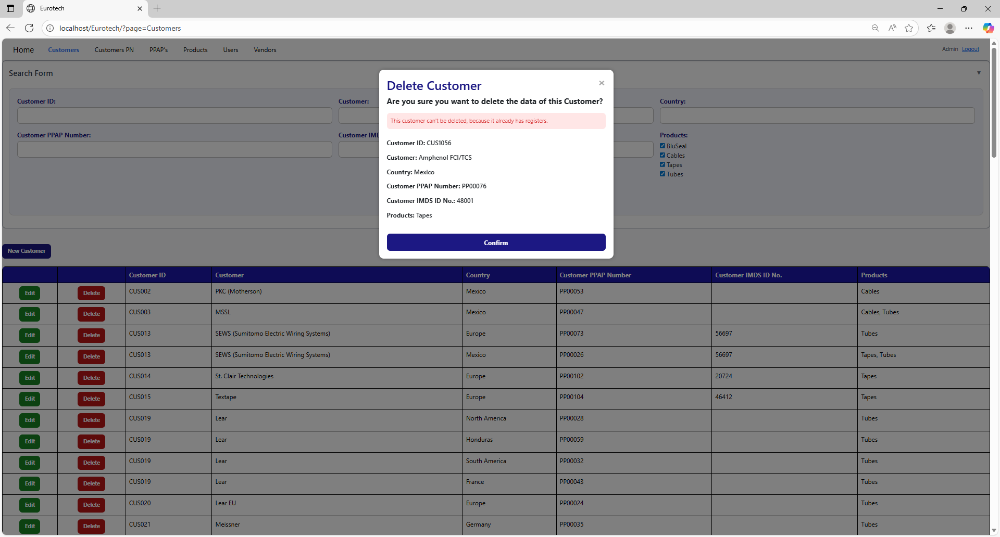 Eurotech
localhost/Eurotech/?page=Customers
Home Customers Customers PN PPAP's Products Users Vendors Admin Logout
Search Form
Delete Customer
Are you sure you want to delete the data of this Customer?
This customer can't be deleted, because it already has registers.
Customer ID: CUS1056
Customer: Amphenol FCI/TCS
Country: Mexico
Customer PPAP Number: PP00076
Customer IMDS ID No.: 48001
Products: Tapes
Confirm
Customer ID: Customer: Country:
Customer PPAP Number: Customer IMD Products:
BluSeal
Cables
Tapes
Tubes
New Customer
Customer ID Customer Country Customer PPAP Number Customer IMDS ID No. Products
Edit Delete CUS002 PKC (Motherson) Mexico PP00053 Cables
Edit Delete CUS003 MSSL Mexico PP00047 Cables, Tubes
Edit Delete CUS013 SEWS (Sumitomo Electric Wiring Systems) Europe PP00073 56697 Tubes
Edit Delete CUS013 SEWS (Sumitomo Electric Wiring Systems) Mexico PP00026 56697 Tapes, Tubes
Edit Delete CUS014 St. Clair Technologies Europe PP00102 20724 Tapes
Edit Delete CUS015 Textape Europe PP00104 46412 Tapes
Edit Delete CUS019 Lear North America PP00028 Tubes
Edit Delete CUS019 Lear Honduras PP00059 Tubes
Edit Delete CUS019 Lear South America PP00032 Tubes
Edit Delete CUS019 Lear France PP00043 Tubes
Edit Delete CUS020 Lear EU Europe PP00024 Tubes
Edit Delete CUS021 Meissner Germany PP00035 Tubes